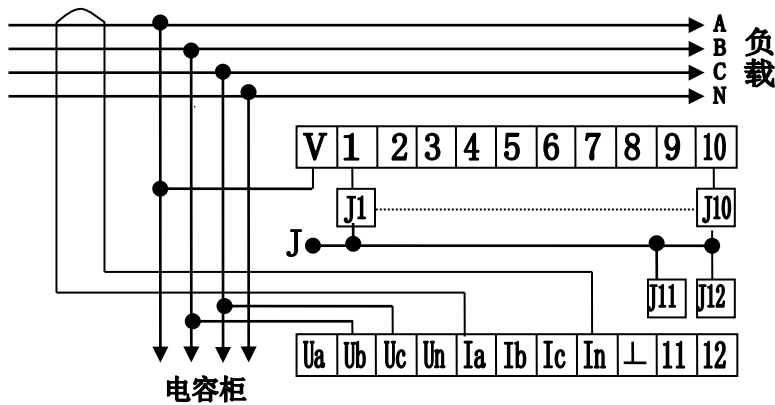 A
B
C
N
负
载
V 1 2 3 4 5 6 7 8 9 10
J1 J10
J
J11 J12
Ua Ub Uc Un Ia Ib Ic In ⊥ 11 12
电容柜